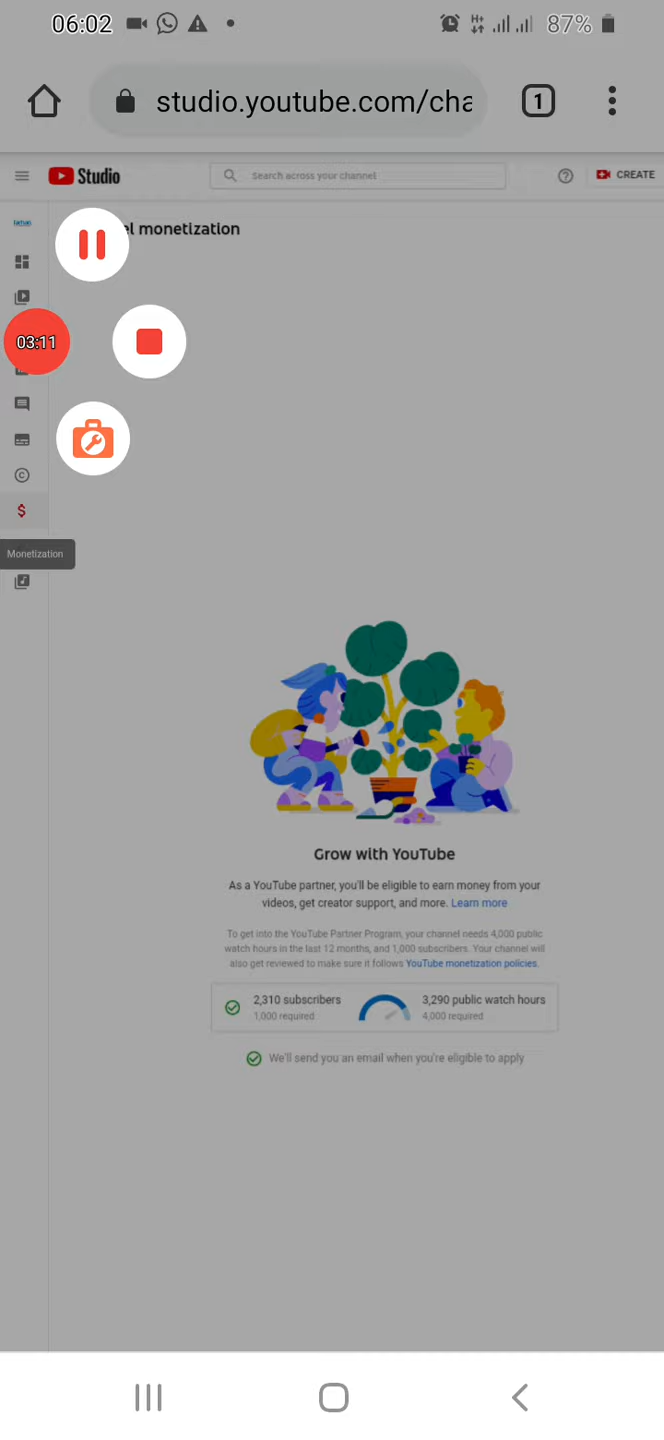 06:02
87%
studio.youtube.com/cha
1
Studio
Search across your channel
CREATE
el monetization
03:11
Monetization
Grow with YouTube
As a YouTube partner, you'll be eligible to earn money from your
videos, get creator support, and more. Learn more
To get into the YouTube Partner Program, your channel needs 4,000 public
watch hours in the last 12 months, and 1,000 subscribers. Your channel will
also get reviewed to make sure it follows YouTube monetization policies.
2,310 subscribers
1,000 required
3,290 public watch hours
4,000 required
We'll send you an email when you're eligible to apply